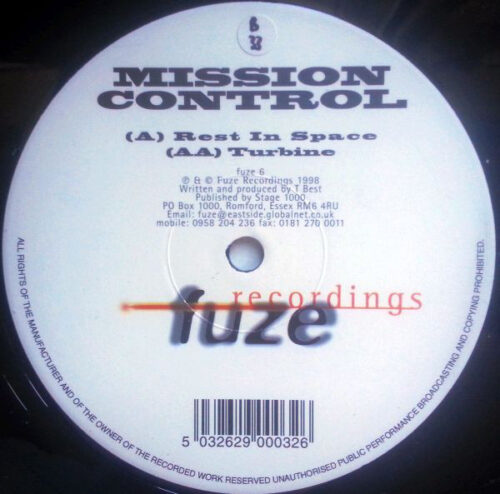 MISSION
CONTROL
(A) Rest In Space
(AA) Turbine
fuze 6
℗ & © Fuze Recordings 1998
Written and produced by T Best
Published by Stage 1000
PO Box 1000, Romford, Essex RM6 4RU
Email: fuze@eastside.globalnet.co.uk
mobile: 0958 204 236 fax: 0181 270 0011
recordings
fuze
5 032629 000326
ALL RIGHTS OF THE MANUFACTURER AND OF THE OWNER OF THE RECORDED WORK RESERVED UNAUTHORISED PUBLIC PERFORMANCE BROADCASTING AND COPYING PROHIBITED.